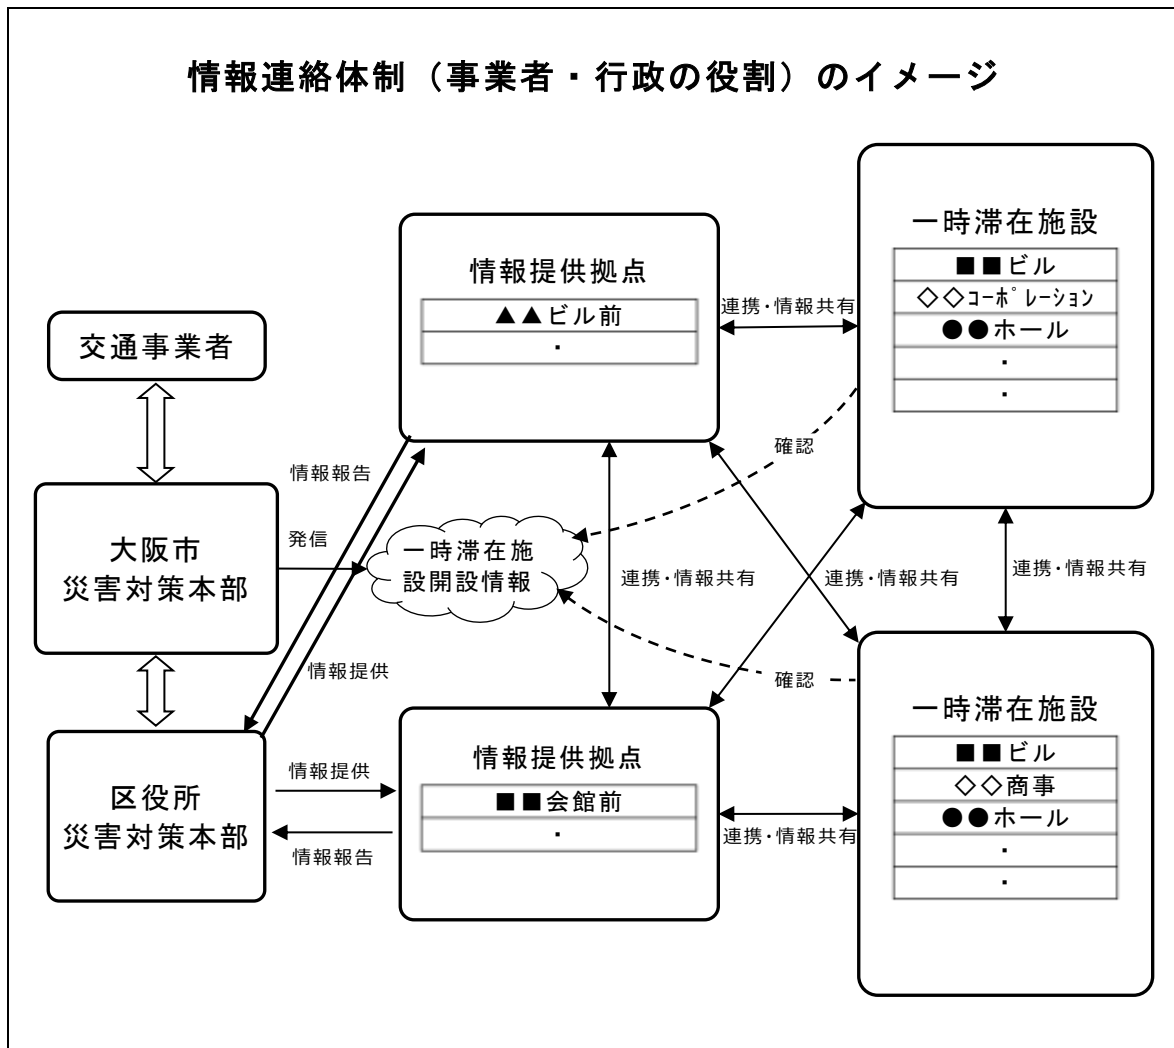 情報連絡体制（事業者・行政の役割）のイメージ
交通事業者
大阪市
災害対策本部
区役所
災害対策本部
情報報告
発信
情報提供
情報提供
情報報告
情報提供拠点
▲▲ビル前
・
一時滞在施
設開設情報
情報提供拠点
■■会館前
・
連携・情報共有
確認
連携・情報共有
連携・情報共有
連携・情報共有
確認
連携・情報共有
一時滞在施設
■■ビル
◇◇ｺｰﾎﾟﾚｰｼｮﾝ
●●ホール
・
・
一時滞在施設
■■ビル
◇◇商事
●●ホール
・
・